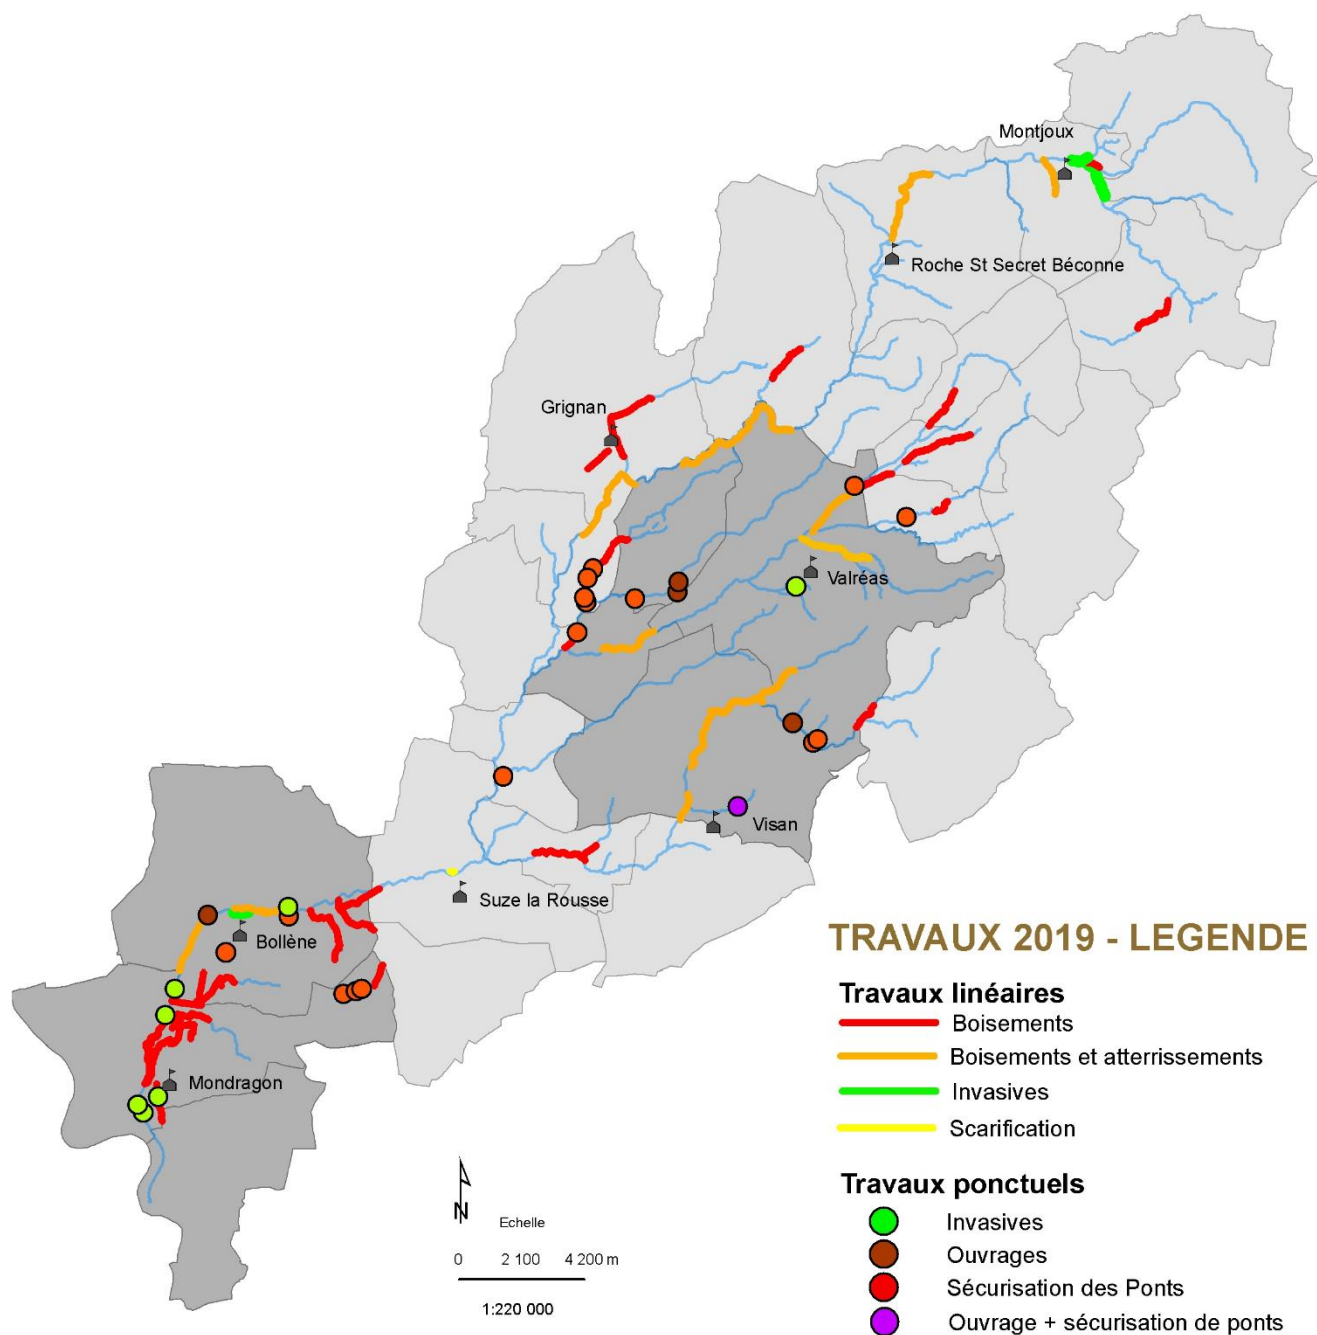 Montjoux
Roche St Secret Béconne
Grignan
Valréas
Visan
Suze la Rousse
Bollène
Mondragon
TRAVAUX 2019 - LEGENDE
Travaux linéaires
Boisements
Boisements et atterrissements
Invasives
Scarification
Travaux ponctuels
Invasives
Ouvrages
Sécurisation des Ponts
Ouvrage + sécurisation de ponts
N
Echelle
0 2 100 4 200 m
1:220 000